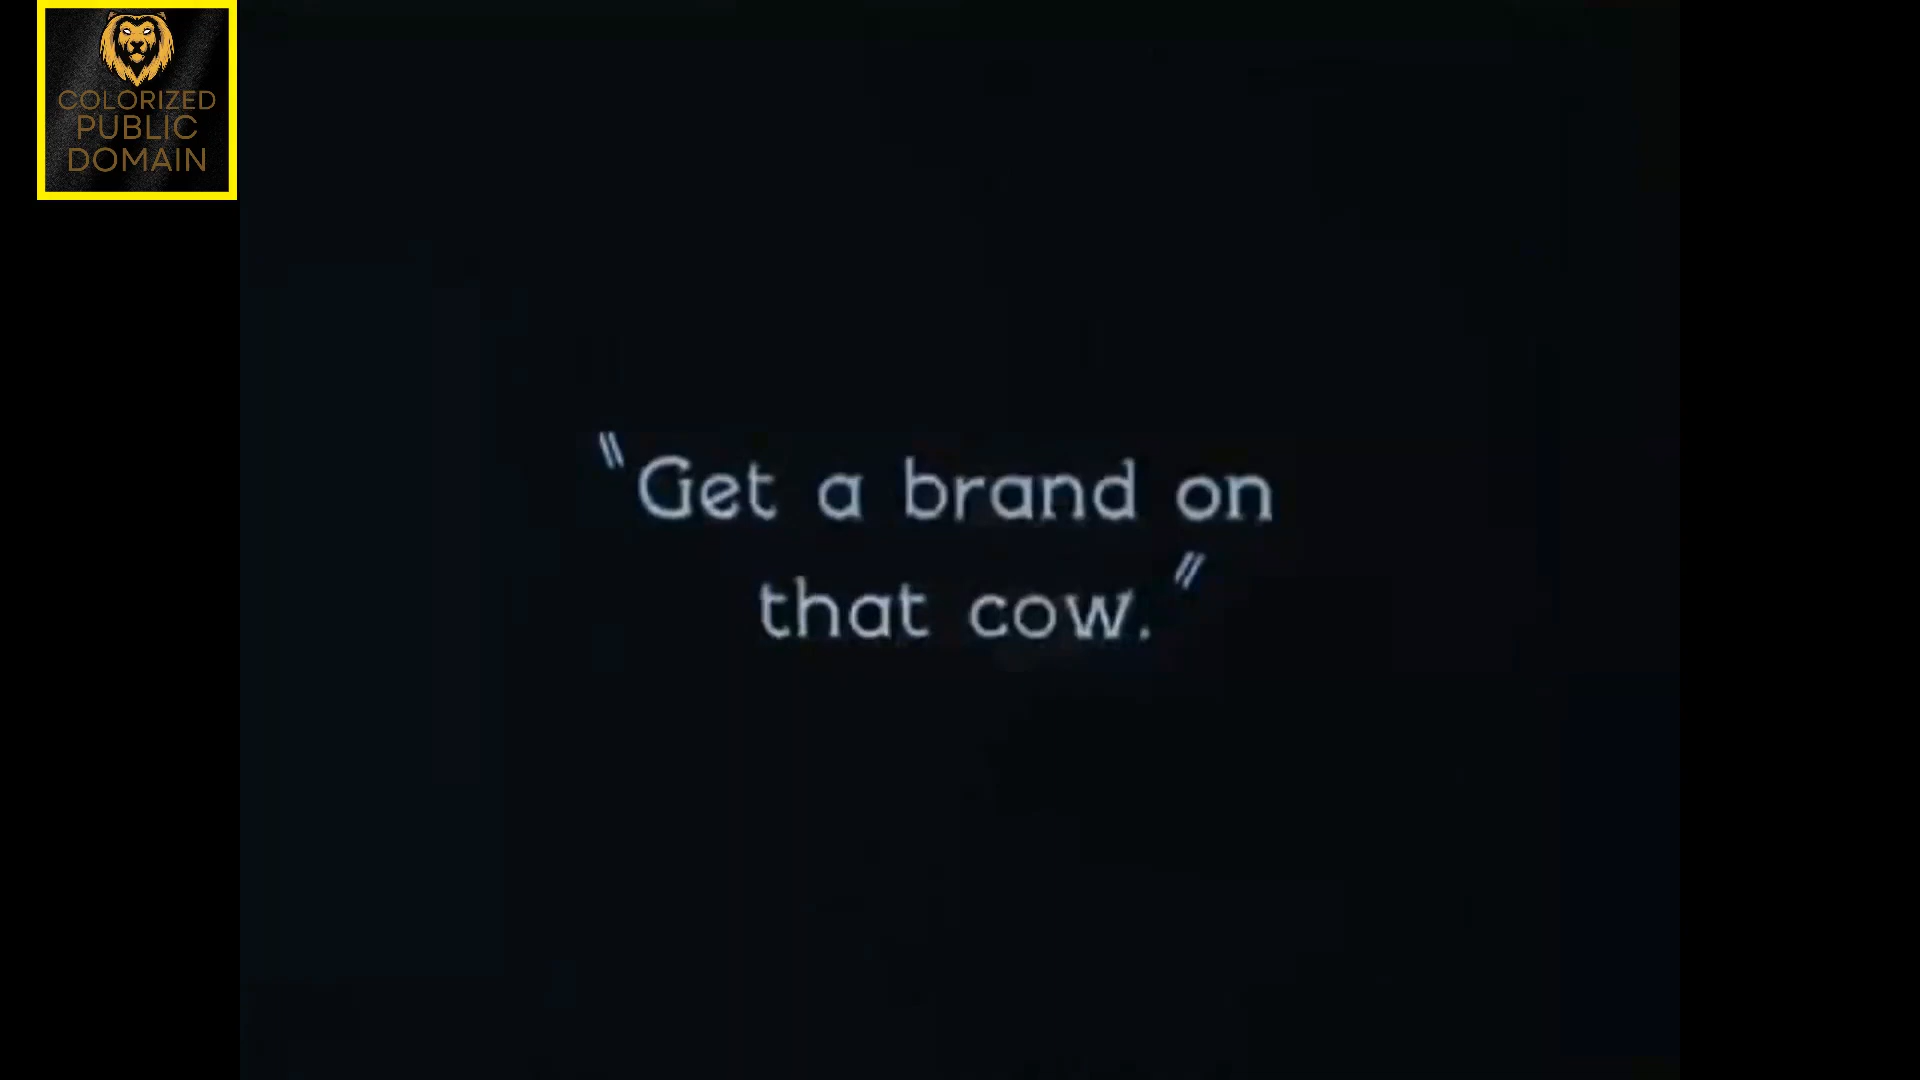 COLORIZED
PUBLIC
DOMAIN
"Get a brand on
that cow."